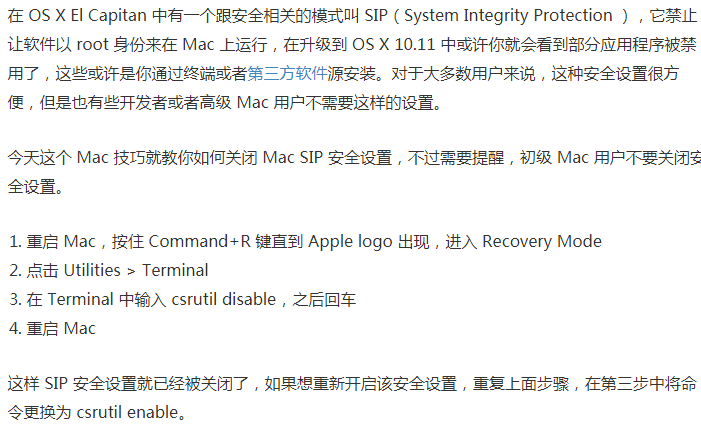 在 OS X El Capitan 中有一个跟安全相关的模式叫 SIP（System Integrity Protection ），它禁止
让软件以 root 身份来在 Mac 上运行，在升级到 OS X 10.11 中或许你就会看到部分应用程序被禁
用了，这些或许是你通过终端或者第三方软件源安装。对于大多数用户来说，这种安全设置很方
便，但是也有些开发者或者高级 Mac 用户不需要这样的设置。
今天这个 Mac 技巧就教你如何关闭 Mac SIP 安全设置，不过需要提醒，初级 Mac 用户不要关闭安
全设置。
1. 重启 Mac，按住 Command+R 键直到 Apple logo 出现，进入 Recovery Mode
2. 点击 Utilities > Terminal
3. 在 Terminal 中输入 csrutil disable，之后回车
4. 重启 Mac
这样 SIP 安全设置就已经被关闭了，如果想重新开启该安全设置，重复上面步骤，在第三步中将命
令更换为 csrutil enable。